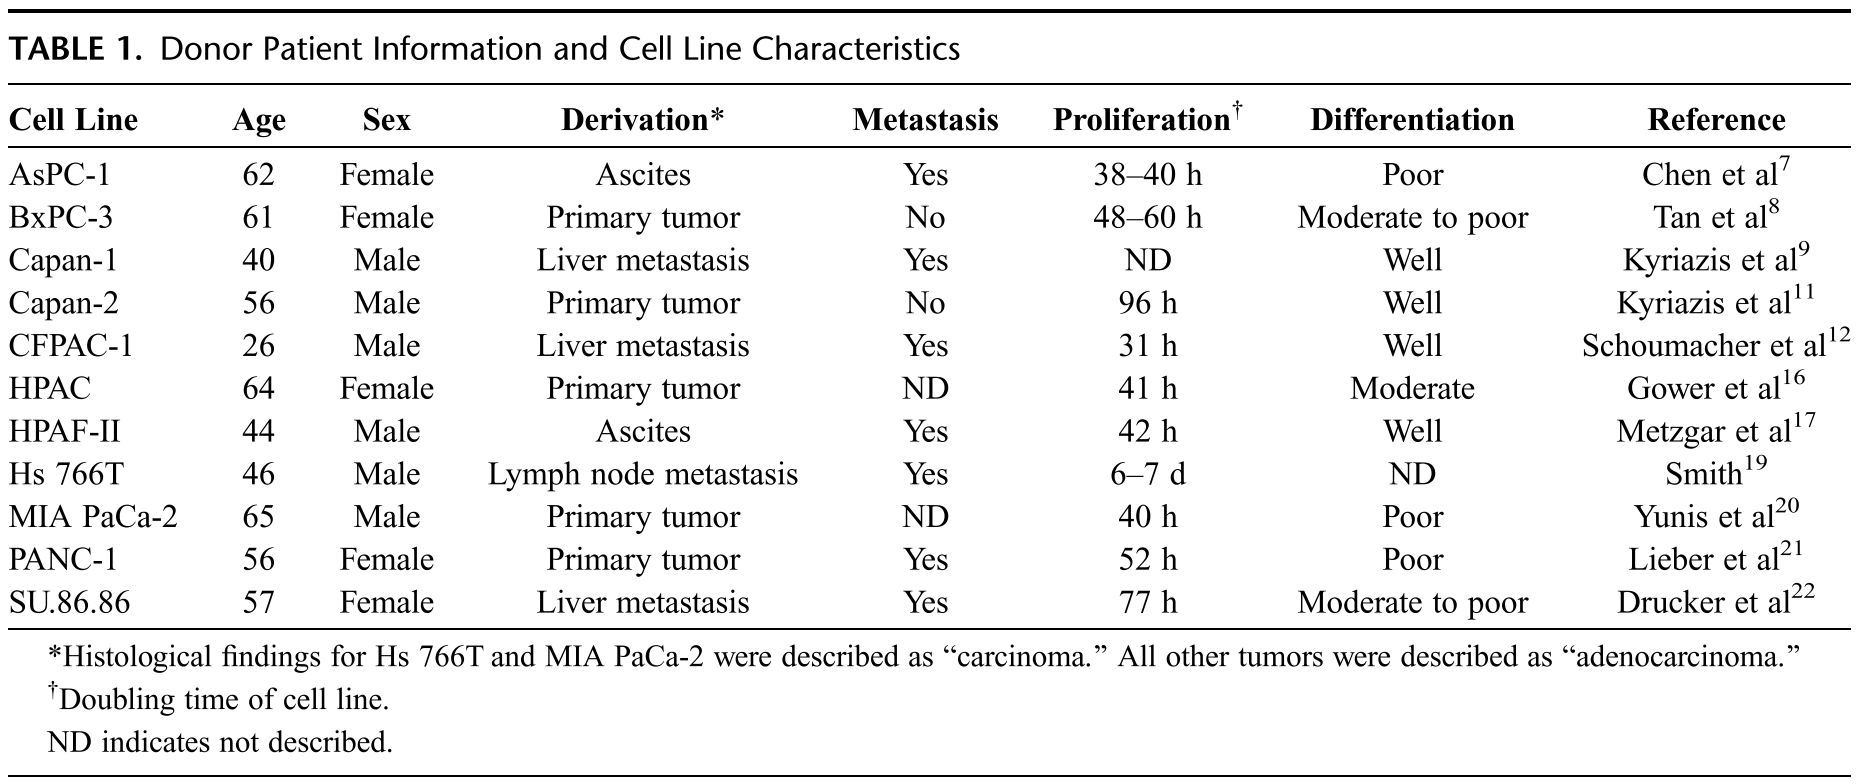 TABLE 1. Donor Patient Information and Cell Line Characteristics
Cell Line Age Sex Derivation* Metastasis Proliferation† Differentiation Reference
AsPC-1 62 Female Ascites Yes 38–40 h Poor Chen et al7
BxPC-3 61 Female Primary tumor No 48–60 h Moderate to poor Tan et al8
Capan-1 40 Male Liver metastasis Yes ND Well Kyriazis et al9
Capan-2 56 Male Primary tumor No 96 h Well Kyriazis et al11
CFPAC-1 26 Male Liver metastasis Yes 31 h Well Schoumacher et al12
HPAC 64 Female Primary tumor ND 41 h Moderate Gower et al16
HPAF-II 44 Male Ascites Yes 42 h Well Metzgar et al17
Hs 766T 46 Male Lymph node metastasis Yes 6–7 d ND Smith19
MIA PaCa-2 65 Male Primary tumor ND 40 h Poor Yunis et al20
PANC-1 56 Female Primary tumor Yes 52 h Poor Lieber et al21
SU.86.86 57 Female Liver metastasis Yes 77 h Moderate to poor Drucker et al22
*Histological findings for Hs 766T and MIA PaCa-2 were described as “carcinoma.” All other tumors were described as “adenocarcinoma.”
†Doubling time of cell line.
ND indicates not described.